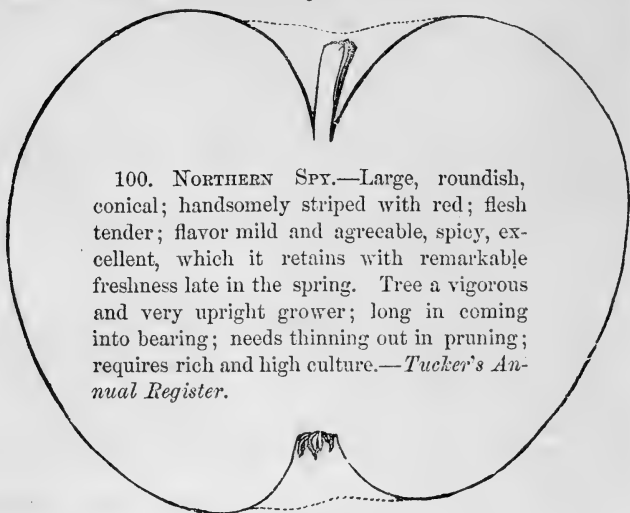 100. NORTHERN SPY.—Large, roundish,
conical; handsomely striped with red; flesh
tender; flavor mild and agreeable, spicy, ex-
cellent, which it retains with remarkable
freshness late in the spring. Tree a vigorous
and very upright grower; long in coming
into bearing; needs thinning out in pruning;
requires rich and high culture.—Tucker's An-
nual Register.